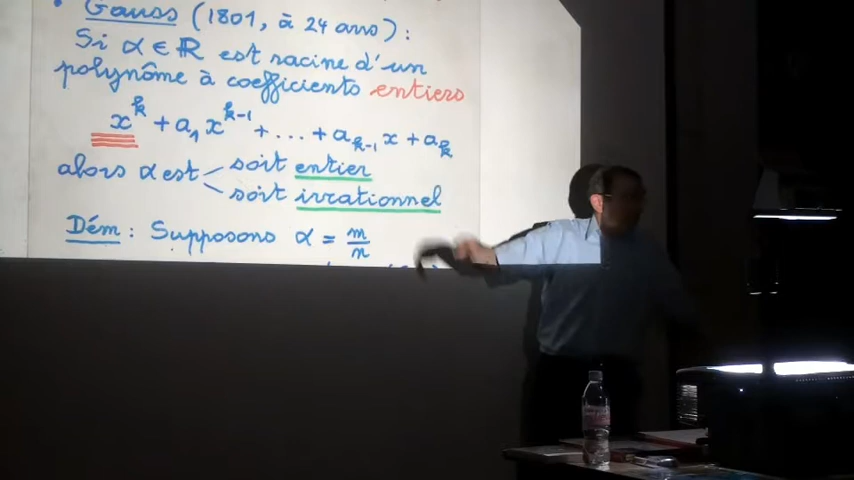 • Gauss (1801, à 24 ans) :
Si α ∈ ℝ est racine d'un
polynôme à coefficients entiers
x^k + a_1 x^{k-1} + ... + a_{k-1} x + a_k
alors α est soit entier
soit irrationnel
Dém : Supposons α = m/n